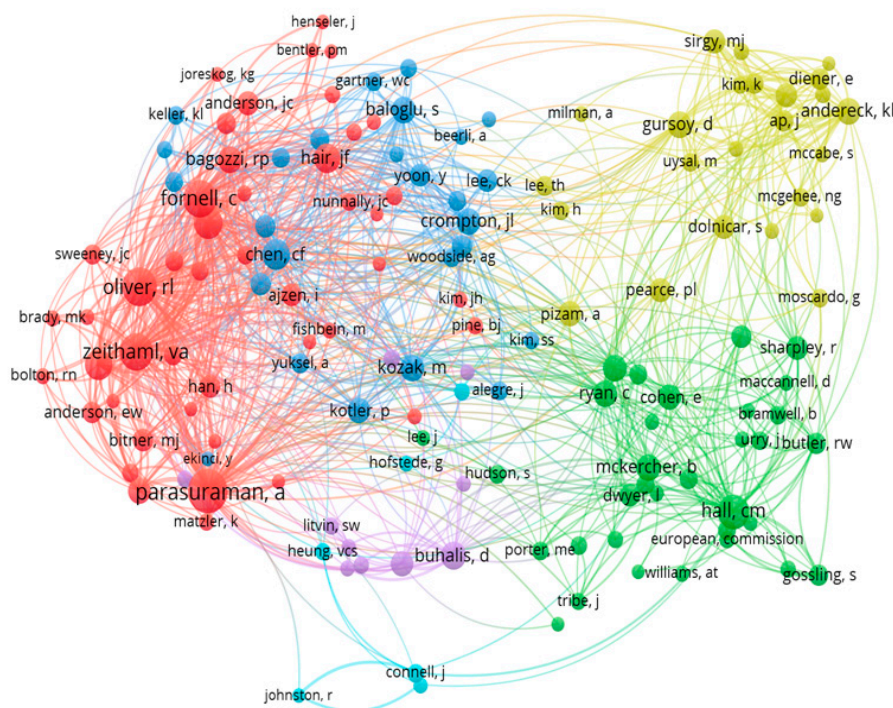 henseler, j
sirgy, mj
bentler, pm
joreskog, kg
gartner, wc
kim, k
diener, e
keller, kl
anderson, jc
baloglu, s
milman, a
gursoy, d
ap, j
andereck, kl
beerli, a
bagozzi, rp
hair, jf
uysal, m
mccabe, s
yoon, y
lee, ck
lee, th
fornell, c
nunnally, jc
kim, h
mcgehee, ng
crompton, jl
dolnicar, s
sweeney, jc
chen, cf
woodside, ag
oliver, rl
ajzen, i
pearce, pl
moscardo, g
kim, jh
brady, mk
fishbein, m
pine, bj
pizam, a
zeithaml, va
yuksel, a
kim, ss
sharpley, r
bolton, rn
han, h
kozak, m
alegre, j
ryan, c
cohen, e
maccannell, d
anderson, ew
kotler, p
bramwell, b
bitner, mj
lee, j
urry, j
butler, rw
ekinci, y
hofstede, g
hudson, s
mckercher, b
parasuraman, a
dwyer, l
matzler, k
litvin, sw
hall, cm
heung, vcs
buhalis, d
porter, me
european, commission
williams, at
gossling, s
tribe, j
connell, j
johnston, r